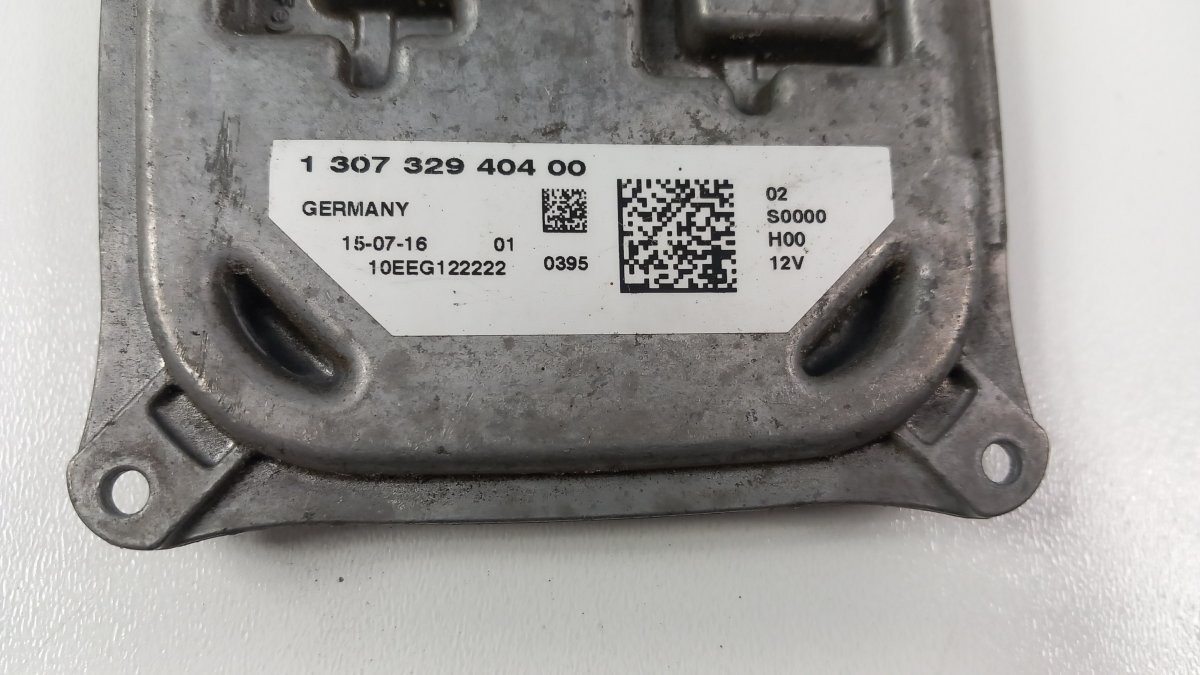 1 307 329 404 00
GERMANY
15-07-16 01
10EEG122222 0395
02
S0000
H00
12V